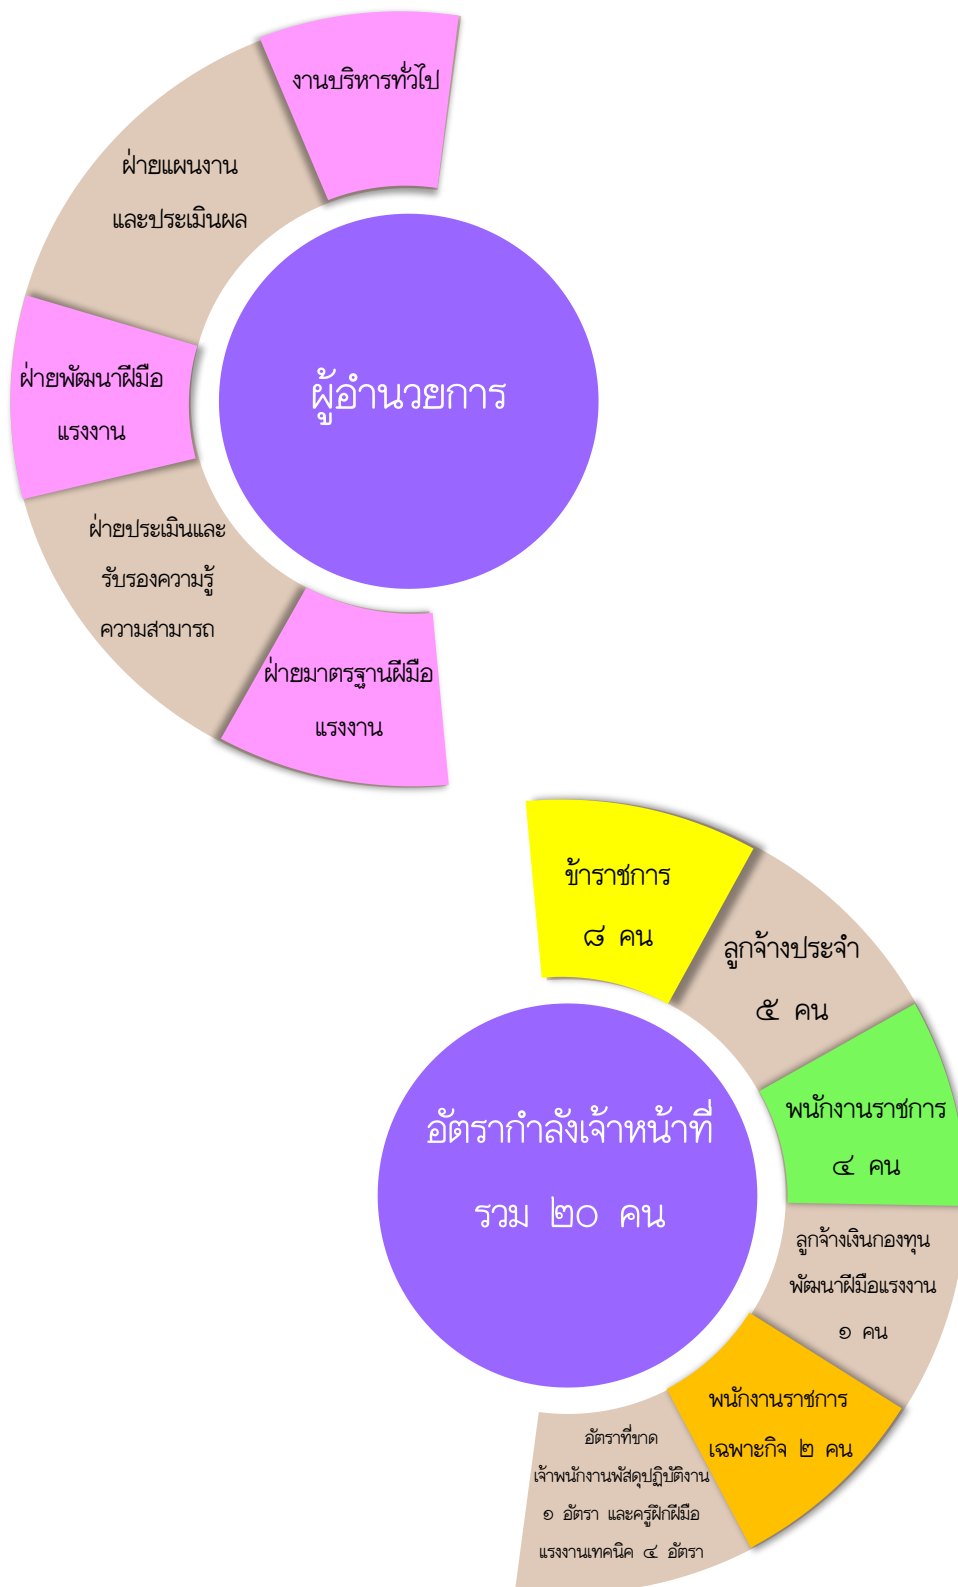 งานบริหารทั่วไป
ฝ่ายแผนงาน
และประเมินผล
ฝ่ายพัฒนาฝีมือ
แรงงาน
ผู้อำนวยการ
ฝ่ายประเมินและ
รับรองความรู้
ความสามารถ
ฝ่ายมาตรฐานฝีมือ
แรงงาน
ข้าราชการ
๘ คน
ลูกจ้างประจำ
๕ คน
พนักงานราชการ
๔ คน
อัตรากำลังเจ้าหน้าที่
รวม ๒๐ คน
ลูกจ้างเงินกองทุน
พัฒนาฝีมือแรงงาน
๑ คน
พนักงานราชการ
เฉพาะกิจ ๒ คน
อัตราที่ขาด
เจ้าพนักงานพัสดุปฏิบัติงาน
๑ อัตรา และครูฝึกฝีมือ
แรงงานเทคนิค ๔ อัตรา